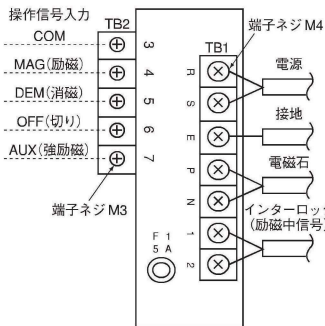 操作信号入力
TB2
COM
3
MAG(励磁)
4
DEM(消磁)
5
OFF(切り)
6
AUX(強励磁)
7
端子ネジM3
F 1
5 A
TB1
端子ネジM4
R
S
E
P
N
1
2
電源
接地
電磁石
インターロック
(励磁中信号)